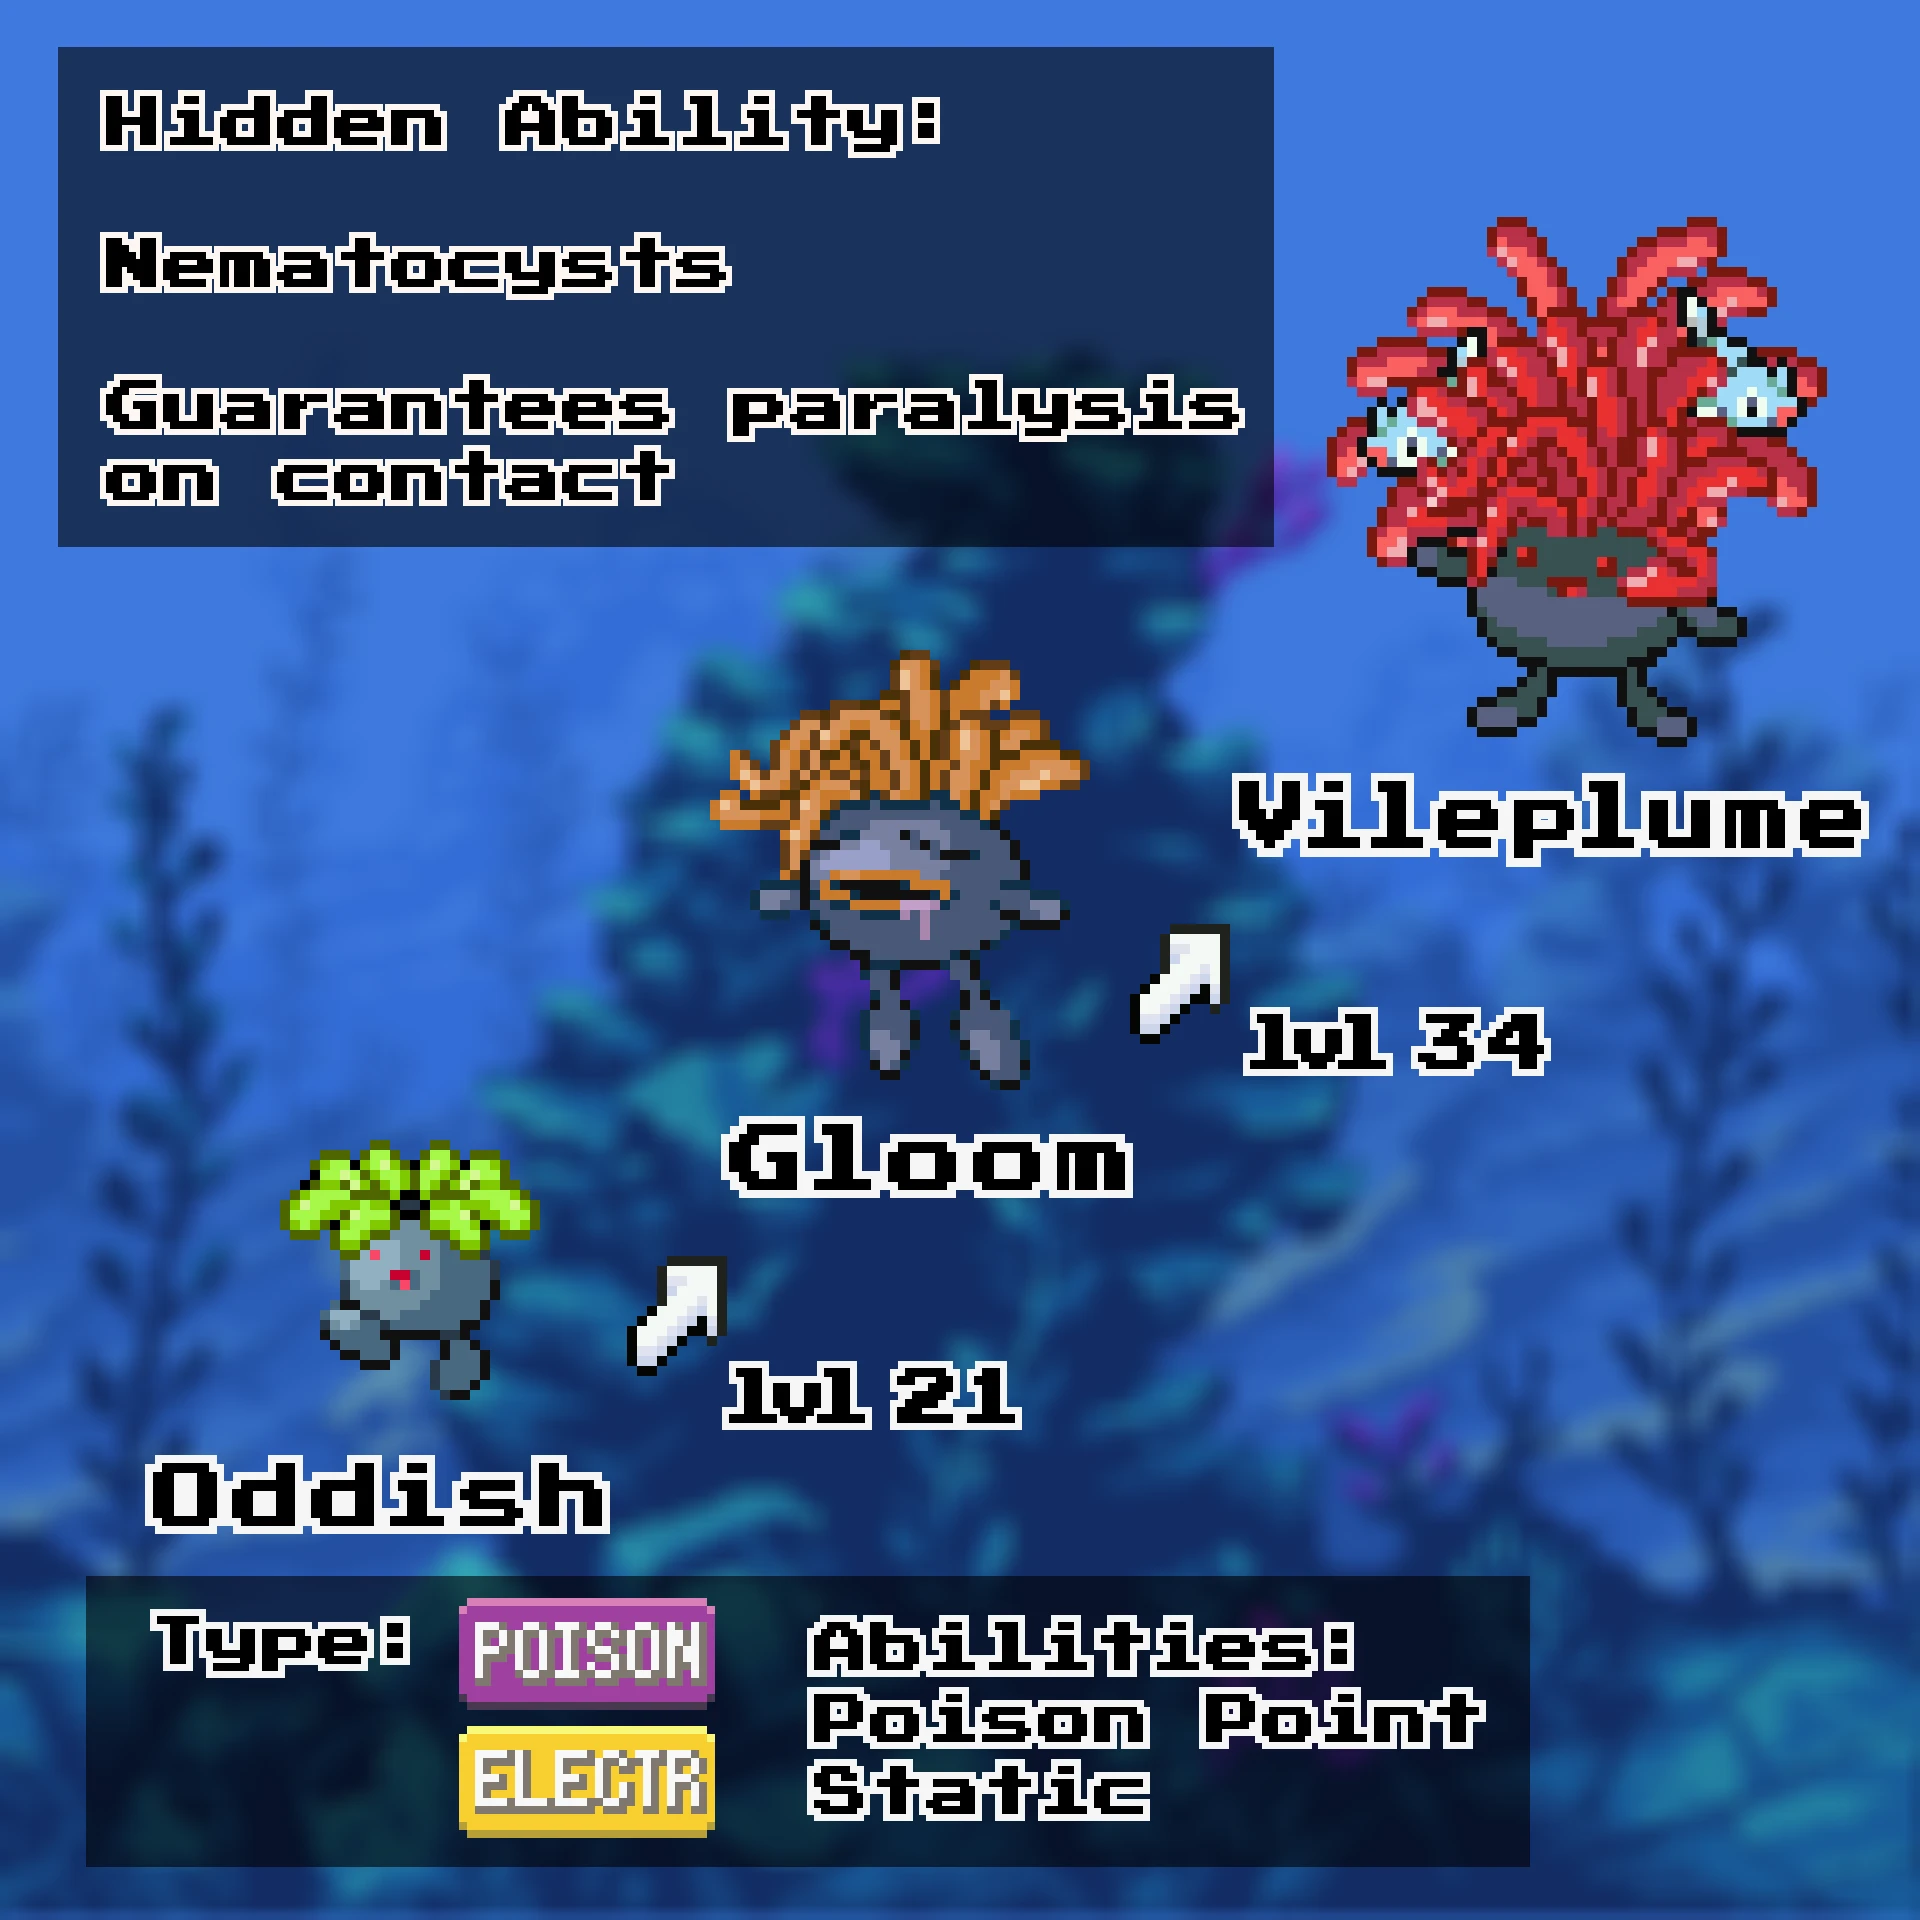 Hidden Ability:
Nematocysts
Guarantees paralysis
on contact
Vileplume
lvl 34
Gloom
lvl 21
Oddish
Type:
POISON
ELECTR
Abilities:
Poison Point
Static